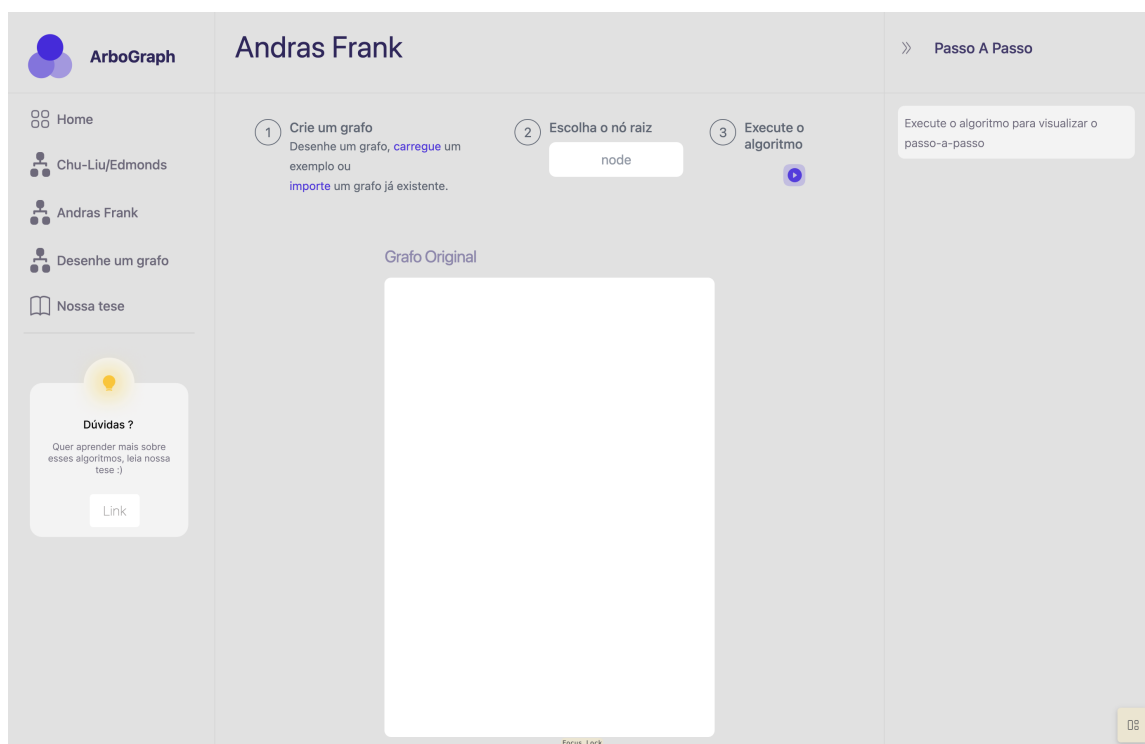 ArboGraph
Home
Chu-Liu/Edmonds
Andras Frank
Desenhe um grafo
Nossa tese
Dúvidas ?
Quer aprender mais sobre
esses algoritmos, leia nossa
tese :)
Link
Andras Frank
1
Crie um grafo
Desenhe um grafo, carregue um
exemplo ou
importe um grafo já existente.
2
Escolha o nó raiz
node
3
Execute o
algoritmo
Grafo Original
Focus Lock
Passo A Passo
Execute o algoritmo para visualizar o
passo-a-passo